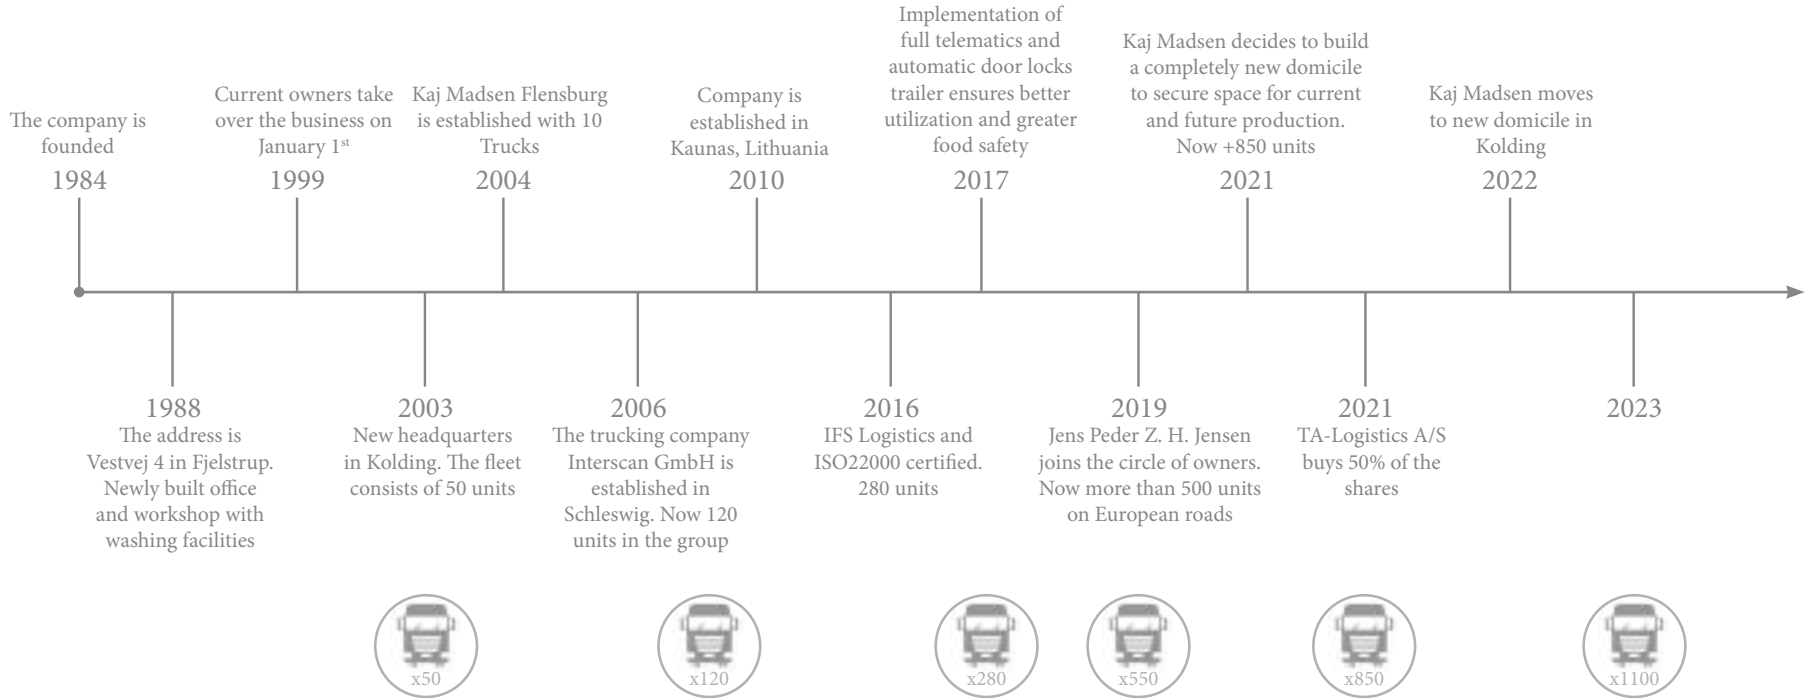 The company is
founded
1984
Current owners take
over the business on
January 1st
1999
Kaj Madsen Flensburg
is established with 10
Trucks
2004
Company is
established in
Kaunas, Lithuania
2010
Implementation of
full telematics and
automatic door locks
trailer ensures better
utilization and greater
food safety
2017
Kaj Madsen decides to build
a completely new domicile
to secure space for current
and future production.
Now +850 units
2021
Kaj Madsen moves
to new domicile in
Kolding
2022
1988
The address is
Vestvej 4 in Fjelstrup.
Newly built office
and workshop with
washing facilities
2003
New headquarters
in Kolding. The fleet
consists of 50 units
2006
The trucking company
Interscan GmbH is
established in
Schleswig. Now 120
units in the group
2016
IFS Logistics and
ISO22000 certified.
280 units
2019
Jens Peder Z. H. Jensen
joins the circle of owners.
Now more than 500 units
on European roads
2021
TA-Logistics A/S
buys 50% of the
shares
2023
x50
x120
x280
x550
x850
x1100